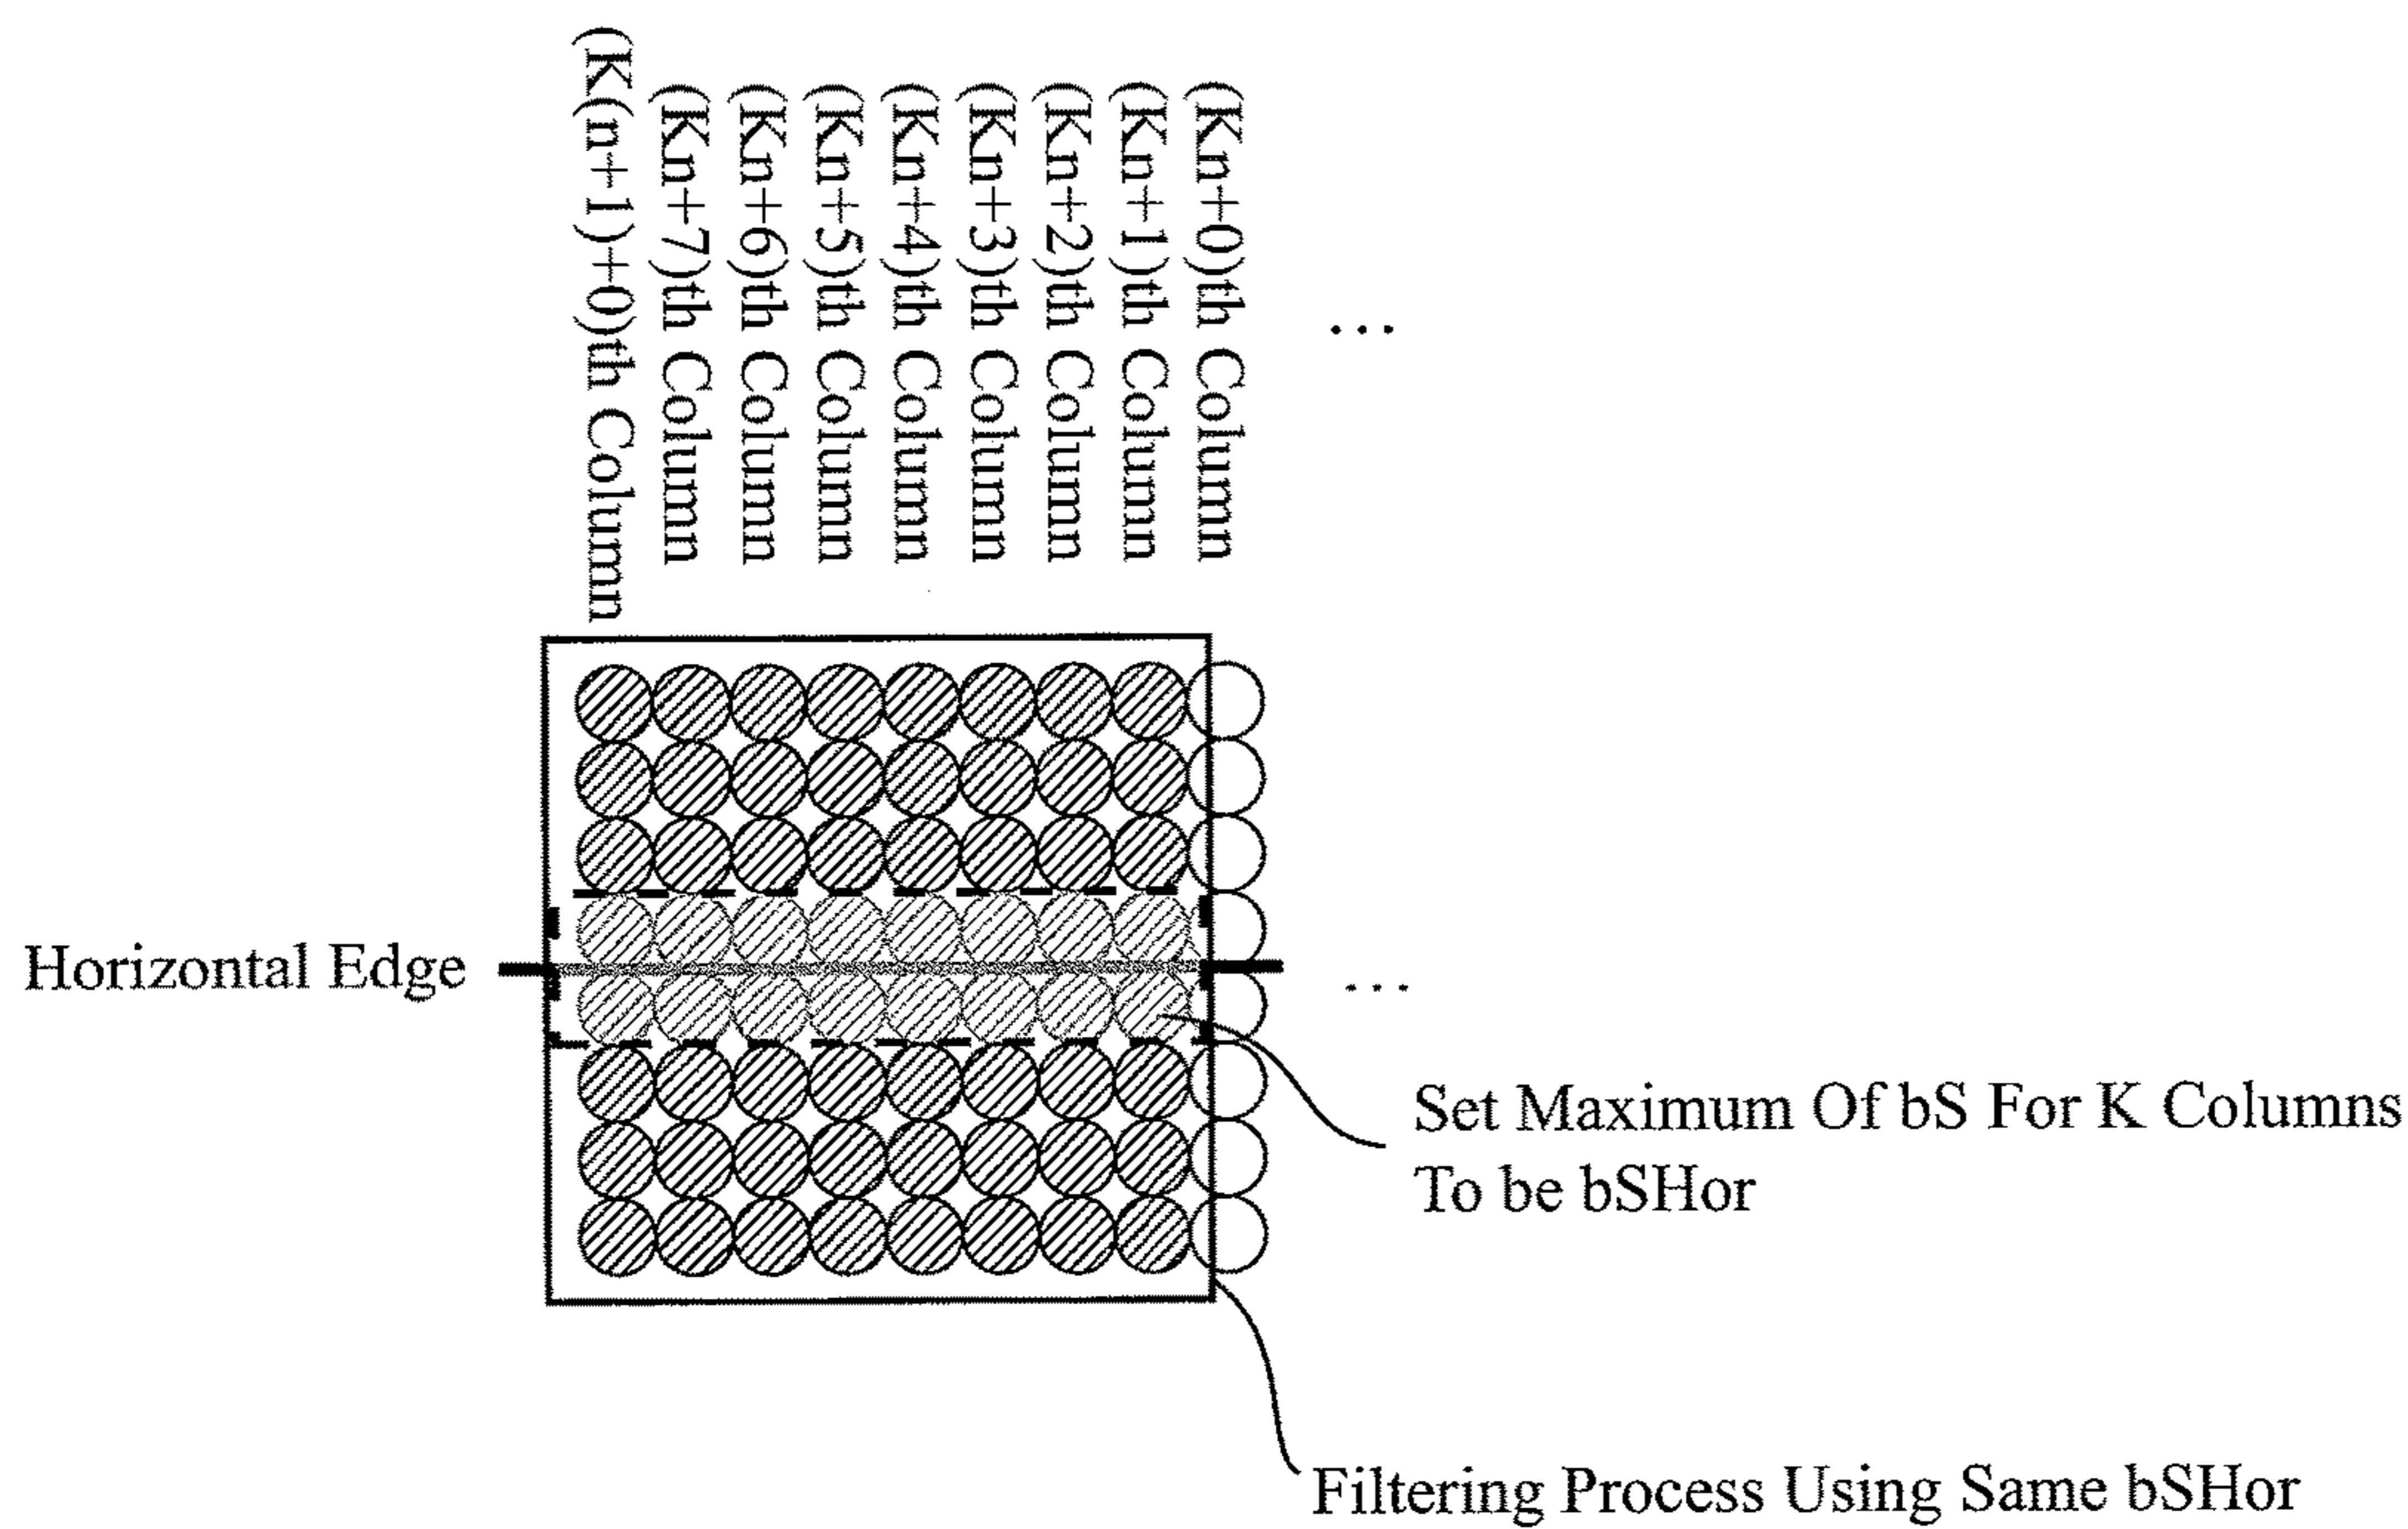 (K(n+1)+0)th Column
(Kn+7)th Column
(Kn+6)th Column
(Kn+5)th Column
(Kn+4)th Column
(Kn+3)th Column
(Kn+2)th Column
(Kn+1)th Column
(Kn+0)th Column
...
Horizontal Edge
...
Set Maximum Of bS For K Columns
To be bSHor
Filtering Process Using Same bSHor